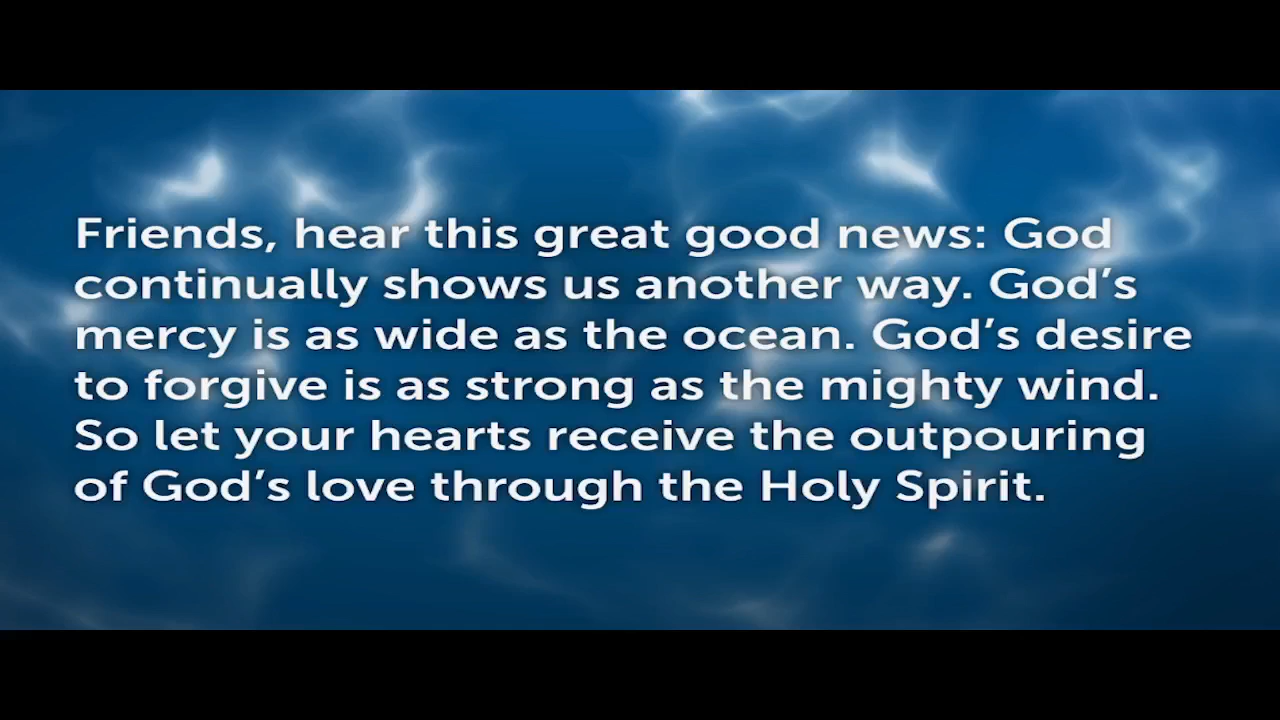 Friends, hear this great good news: God
continually shows us another way. God’s
mercy is as wide as the ocean. God’s desire
to forgive is as strong as the mighty wind.
So let your hearts receive the outpouring
of God’s love through the Holy Spirit.